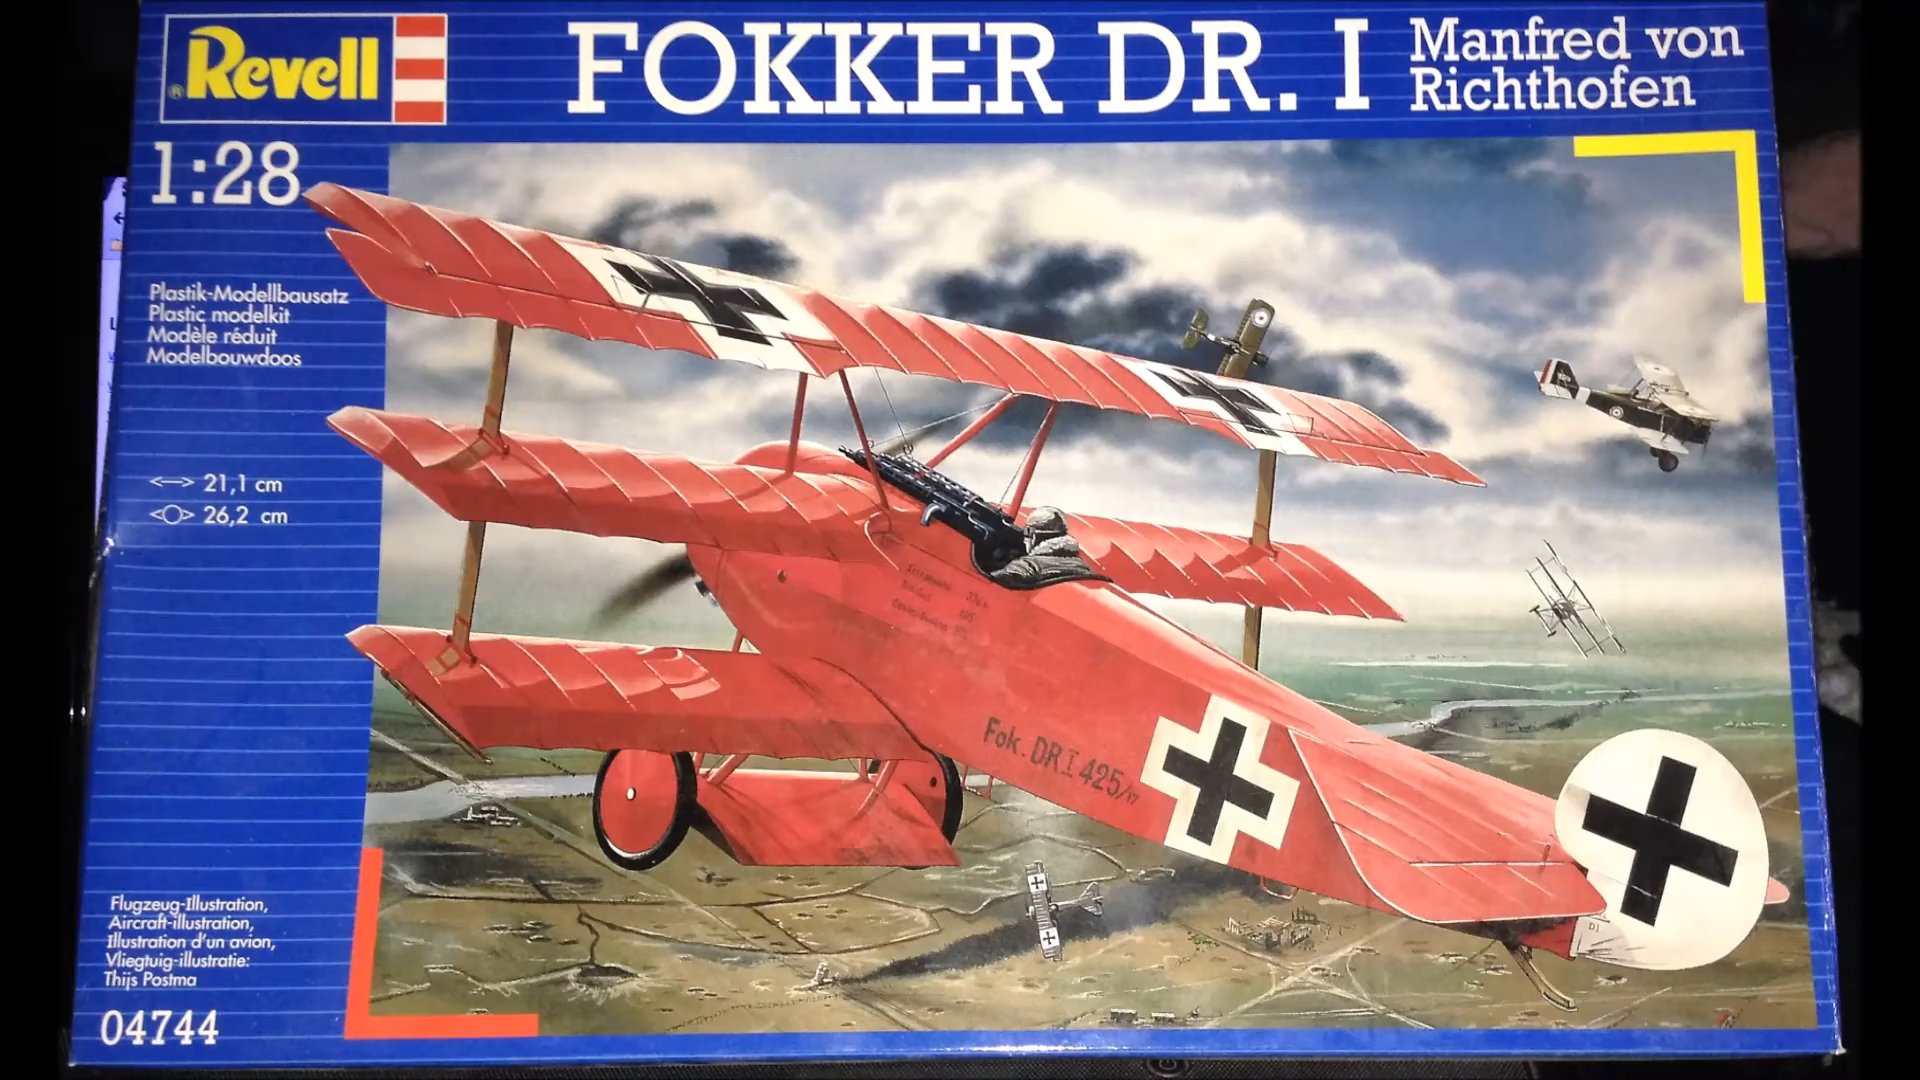 Revell
®
FOKKER DR. I
Manfred von
Richthofen
1:28
Plastik-Modellbausatz
Plastic modelkit
Modèle réduit
Modelbouwdoos
21,1 cm
26,2 cm
Fok. DR I 425/17
Flugzeug-Illustration,
Aircraft-illustration,
Illustration d'un avion,
Vliegtuig-illustratie:
Thijs Postma
04744